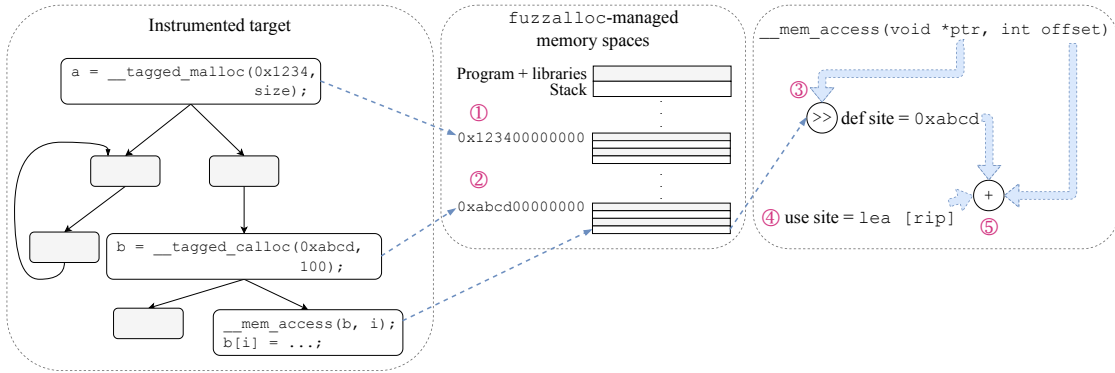 Instrumented target
a = __tagged_malloc(0x1234,
size);
b = __tagged_calloc(0xabcd,
100);
__mem_access(b, i);
b[i] = ...;
fuzzalloc-managed
memory spaces
Program + libraries
Stack
①
0x123400000000
②
0xabcd00000000
__mem_access(void *ptr, int offset)
③
>> def site = 0xabcd
④ use site = lea [rip]
+
⑤